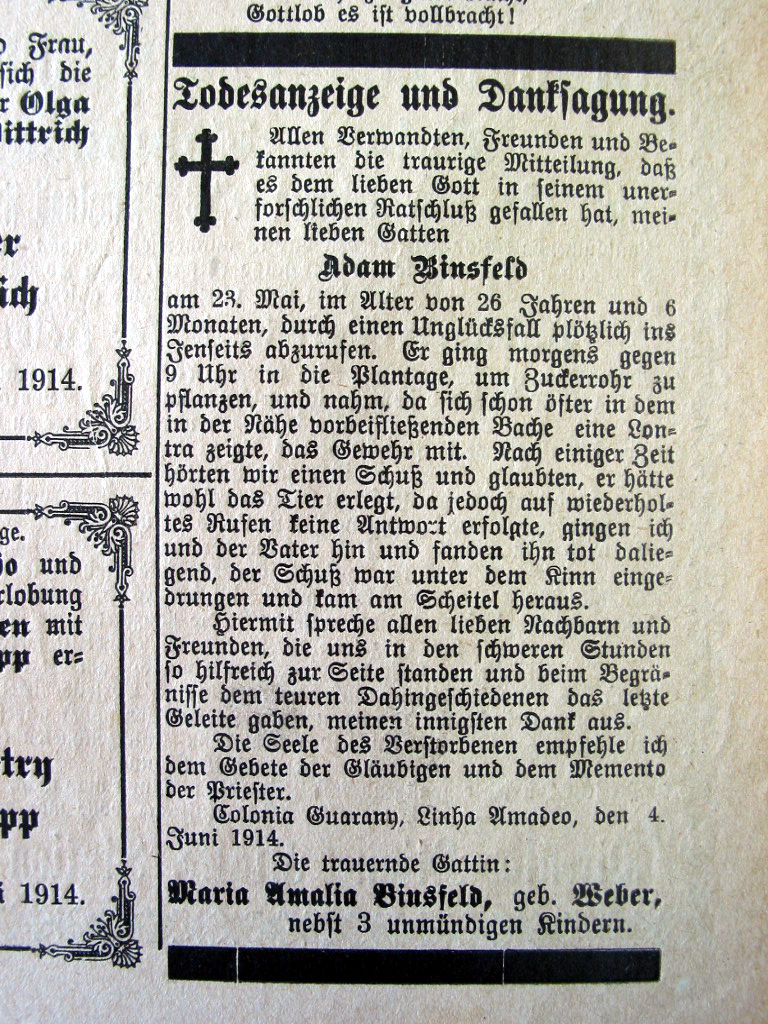 Gottlob es ist vollbracht!
Frau,
sich die
r Olga
ittrich
r
ich
1914.
ge.
o und
rlobung
en mit
pp er=
try
pp
i 1914.
Todesanzeige und Danksagung.
Allen Verwandten, Freunden und Be=
kannten die traurige Mitteilung, daß
es dem lieben Gott in seinem uner=
forschlichen Ratschluß gefallen hat, mei=
nen lieben Gatten
Adam Binsfeld
am 23. Mai, im Alter von 26 Jahren und 6
Monaten, durch einen Unglücksfall plötzlich ins
Jenseits abzurufen. Er ging morgens gegen
9 Uhr in die Plantage, um Zuckerrohr zu
pflanzen, und nahm, da sich schon öfter in dem
in der Nähe vorbeifließenden Bache eine Lon=
tra zeigte, das Gewehr mit. Nach einiger Zeit
hörten wir einen Schuß und glaubten, er hätte
wohl das Tier erlegt, da jedoch auf wiederhol=
tes Rufen keine Antwort erfolgte, gingen ich
und der Vater hin und fanden ihn tot dalie=
gend, der Schuß war unter dem Kinn einge=
drungen und kam am Scheitel heraus.
Hiermit spreche allen lieben Nachbarn und
Freunden, die uns in den schweren Stunden
so hilfreich zur Seite standen und beim Begrä=
nisse dem teuren Dahingeschiedenen das letzte
Geleite gaben, meinen innigsten Dank aus.
Die Seele des Verstorbenen empfehle ich
dem Gebete der Gläubigen und dem Memento
der Priester.
Colonia Guarany, Linha Amadeo, den 4.
Juni 1914.
Die trauernde Gattin:
Maria Amalia Binsfeld, geb. Weber,
nebst 3 unmündigen Kindern.